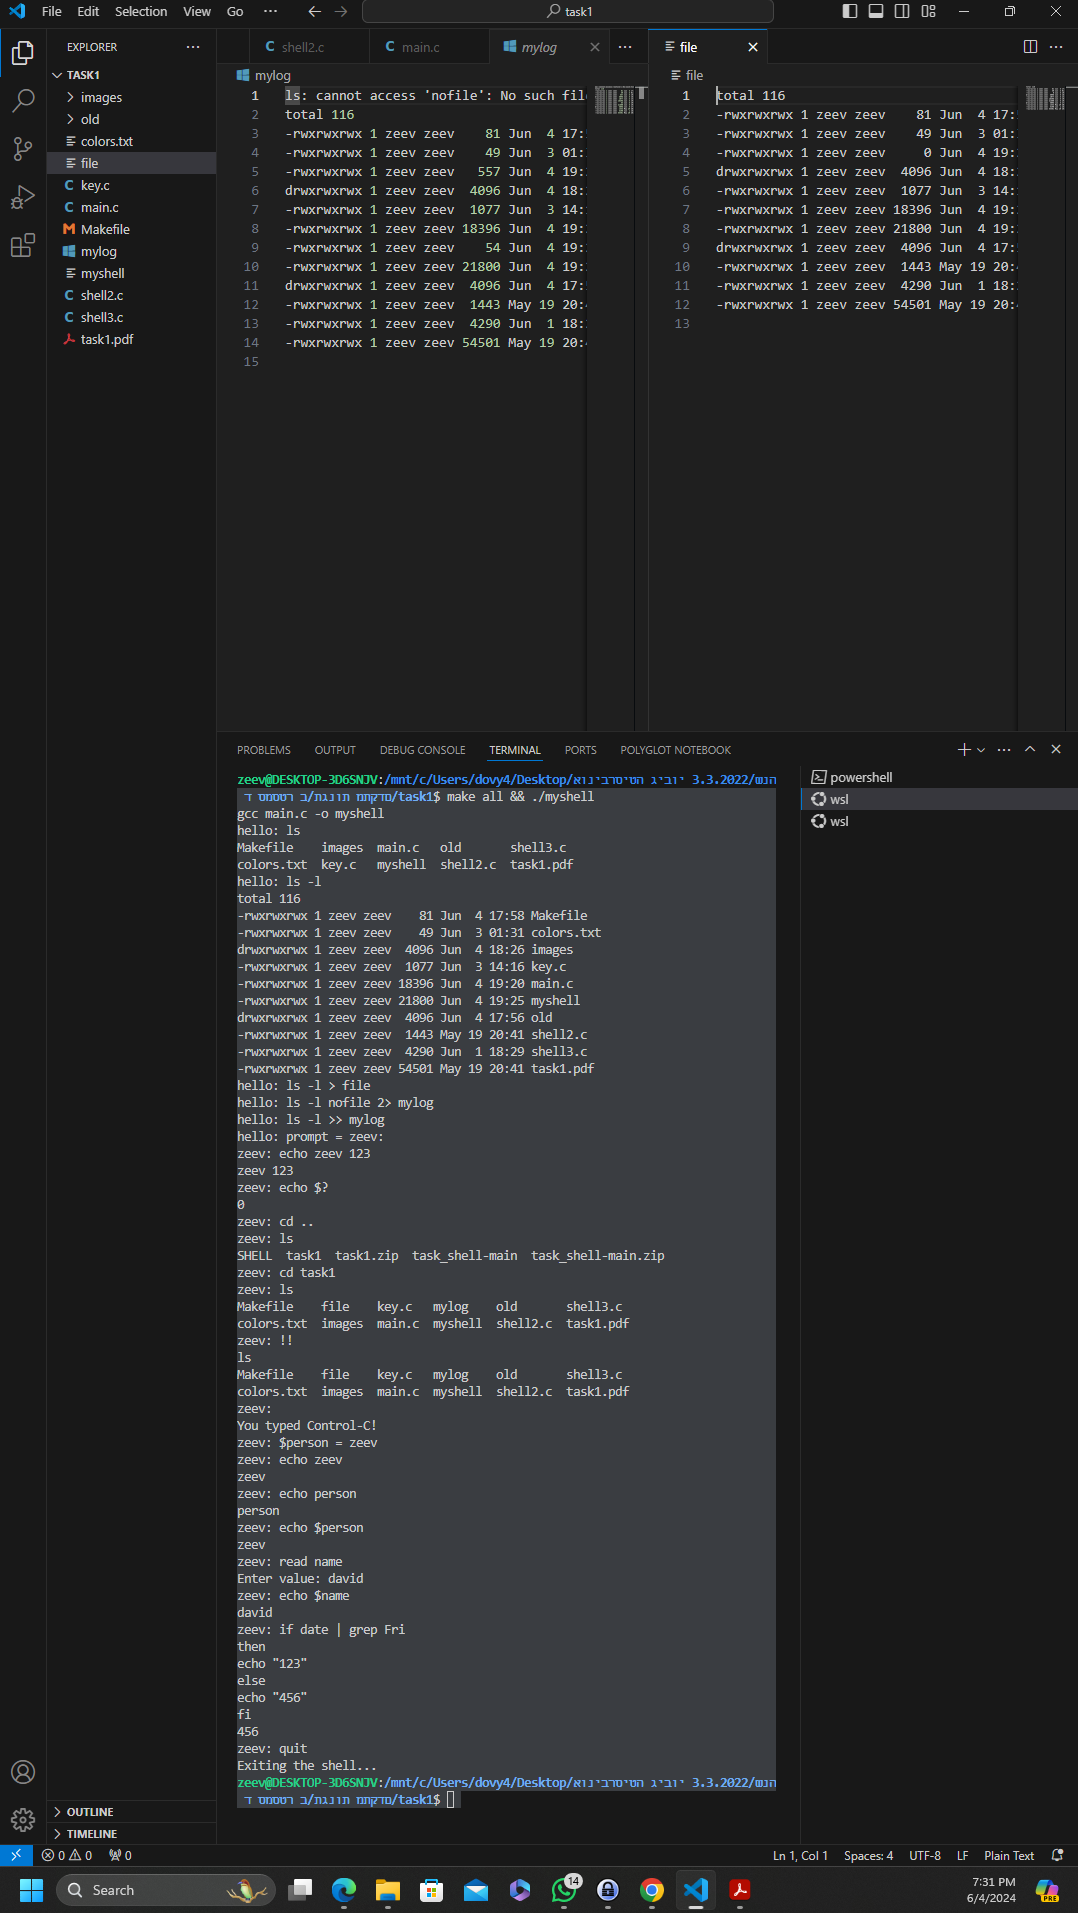 File Edit Selection View Go ··· task1
EXPLORER ···
TASK1
images
old
colors.txt
file
C key.c
C main.c
M Makefile
mylog
myshell
C shell2.c
C shell3.c
task1.pdf
OUTLINE
TIMELINE
C shell2.c C main.c mylog ···
mylog
1 ls: cannot access 'nofile': No such file
2 total 116
3 -rwxrwxrwx 1 zeev zeev 81 Jun 4 17:
4 -rwxrwxrwx 1 zeev zeev 49 Jun 3 01:
5 -rwxrwxrwx 1 zeev zeev 557 Jun 4 19:
6 drwxrwxrwx 1 zeev zeev 4096 Jun 4 18:
7 -rwxrwxrwx 1 zeev zeev 1077 Jun 3 14:
8 -rwxrwxrwx 1 zeev zeev 18396 Jun 4 19:
9 -rwxrwxrwx 1 zeev zeev 54 Jun 4 19:
10 -rwxrwxrwx 1 zeev zeev 21800 Jun 4 19:
11 drwxrwxrwx 1 zeev zeev 4096 Jun 4 17:
12 -rwxrwxrwx 1 zeev zeev 1443 May 19 20:
13 -rwxrwxrwx 1 zeev zeev 4290 Jun 1 18:
14 -rwxrwxrwx 1 zeev zeev 54501 May 19 20:
15
file ···
file
1 total 116
2 -rwxrwxrwx 1 zeev zeev 81 Jun 4 17:
3 -rwxrwxrwx 1 zeev zeev 49 Jun 3 01:
4 -rwxrwxrwx 1 zeev zeev 0 Jun 4 19:
5 drwxrwxrwx 1 zeev zeev 4096 Jun 4 18:
6 -rwxrwxrwx 1 zeev zeev 1077 Jun 3 14:
7 -rwxrwxrwx 1 zeev zeev 18396 Jun 4 19:
8 -rwxrwxrwx 1 zeev zeev 21800 Jun 4 19:
9 drwxrwxrwx 1 zeev zeev 4096 Jun 4 17:
10 -rwxrwxrwx 1 zeev zeev 1443 May 19 20:
11 -rwxrwxrwx 1 zeev zeev 4290 Jun 1 18:
12 -rwxrwxrwx 1 zeev zeev 54501 May 19 20:
13
PROBLEMS OUTPUT DEBUG CONSOLE TERMINAL PORTS POLYGLOT NOTEBOOK
powershell
wsl
wsl
zeev@DESKTOP-3D6SNJV:/mnt/c/Users/dovy4/Desktop/אוניברסיטה יוביג 3.3.2022/שנה
ד סמסטר ב/תכנות מתקדם/task1$ make all && ./myshell
gcc main.c -o myshell
hello: ls
Makefile images main.c old shell3.c
colors.txt key.c myshell shell2.c task1.pdf
hello: ls -l
total 116
-rwxrwxrwx 1 zeev zeev 81 Jun 4 17:58 Makefile
-rwxrwxrwx 1 zeev zeev 49 Jun 3 01:31 colors.txt
drwxrwxrwx 1 zeev zeev 4096 Jun 4 18:26 images
-rwxrwxrwx 1 zeev zeev 1077 Jun 3 14:16 key.c
-rwxrwxrwx 1 zeev zeev 18396 Jun 4 19:20 main.c
-rwxrwxrwx 1 zeev zeev 21800 Jun 4 19:25 myshell
drwxrwxrwx 1 zeev zeev 4096 Jun 4 17:56 old
-rwxrwxrwx 1 zeev zeev 1443 May 19 20:41 shell2.c
-rwxrwxrwx 1 zeev zeev 4290 Jun 1 18:29 shell3.c
-rwxrwxrwx 1 zeev zeev 54501 May 19 20:41 task1.pdf
hello: ls -l > file
hello: ls -l nofile 2> mylog
hello: ls -l >> mylog
hello: prompt = zeev:
zeev: echo zeev 123
zeev 123
zeev: echo $?
0
zeev: cd ..
zeev: ls
SHELL task1 task1.zip task_shell-main task_shell-main.zip
zeev: cd task1
zeev: ls
Makefile file key.c mylog old shell3.c
colors.txt images main.c myshell shell2.c task1.pdf
zeev: !!
ls
Makefile file key.c mylog old shell3.c
colors.txt images main.c myshell shell2.c task1.pdf
zeev:
You typed Control-C!
zeev: $person = zeev
zeev: echo zeev
zeev
zeev: echo person
person
zeev: echo $person
zeev
zeev: read name
Enter value: david
zeev: echo $name
david
zeev: if date | grep Fri
then
echo "123"
else
echo "456"
fi
456
zeev: quit
Exiting the shell...
zeev@DESKTOP-3D6SNJV:/mnt/c/Users/dovy4/Desktop/אוניברסיטה יוביג 3.3.2022/שנה
ד סמסטר ב/תכנות מתקדם/task1$
0 0 0 Ln 1, Col 1 Spaces: 4 UTF-8 LF Plain Text
Search 14 7:31 PM
6/4/2024
PRE